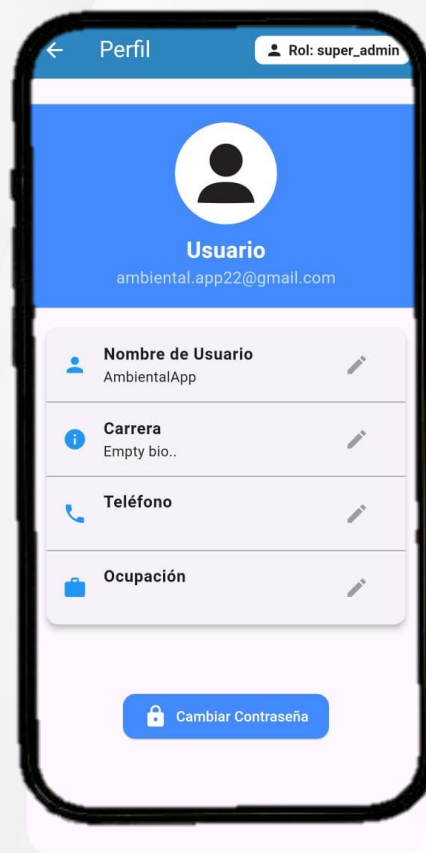 Perfil
Rol: super_admin
Usuario
ambiental.app22@gmail.com
Nombre de Usuario
AmbientalApp
Carrera
Empty bio..
Teléfono
Ocupación
Cambiar Contraseña